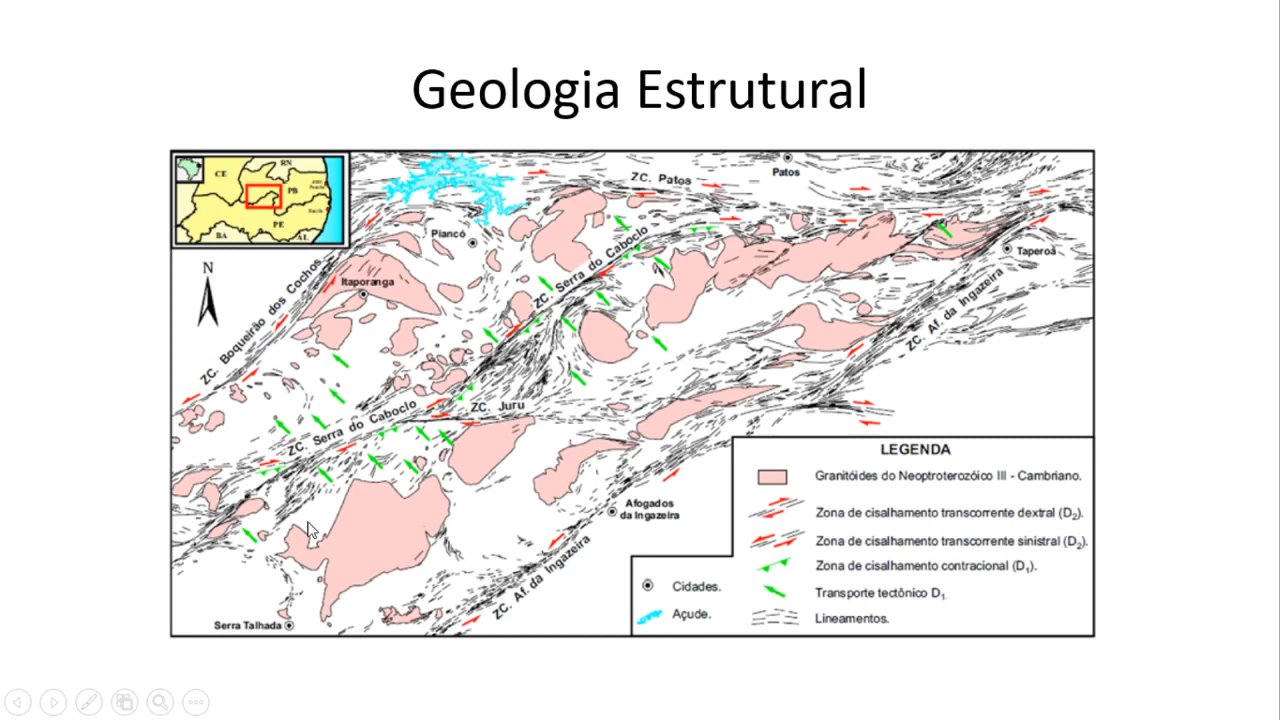 Geologia Estrutural
CE
RN
PB
PE
BA
AL
N
ZC. Patos
Patos
Piancó
Taperoá
Itaporanga
ZC. Boqueirão dos Cochos
ZC. Serra do Caboclo
ZC. Af. da Ingazeira
ZC. Serra do Caboclo
ZC. Juru
Afogados
da Ingazeira
ZC. Af. da Ingazeira
Serra Talhada
LEGENDA
Granitóides do Neoptroterozóico III - Cambriano.
Zona de cisalhamento transcorrente dextral (D2).
Zona de cisalhamento transcorrente sinistral (D2).
Zona de cisalhamento contracional (D1).
Transporte tectônico D1.
Lineamentos.
Cidades.
Açude.